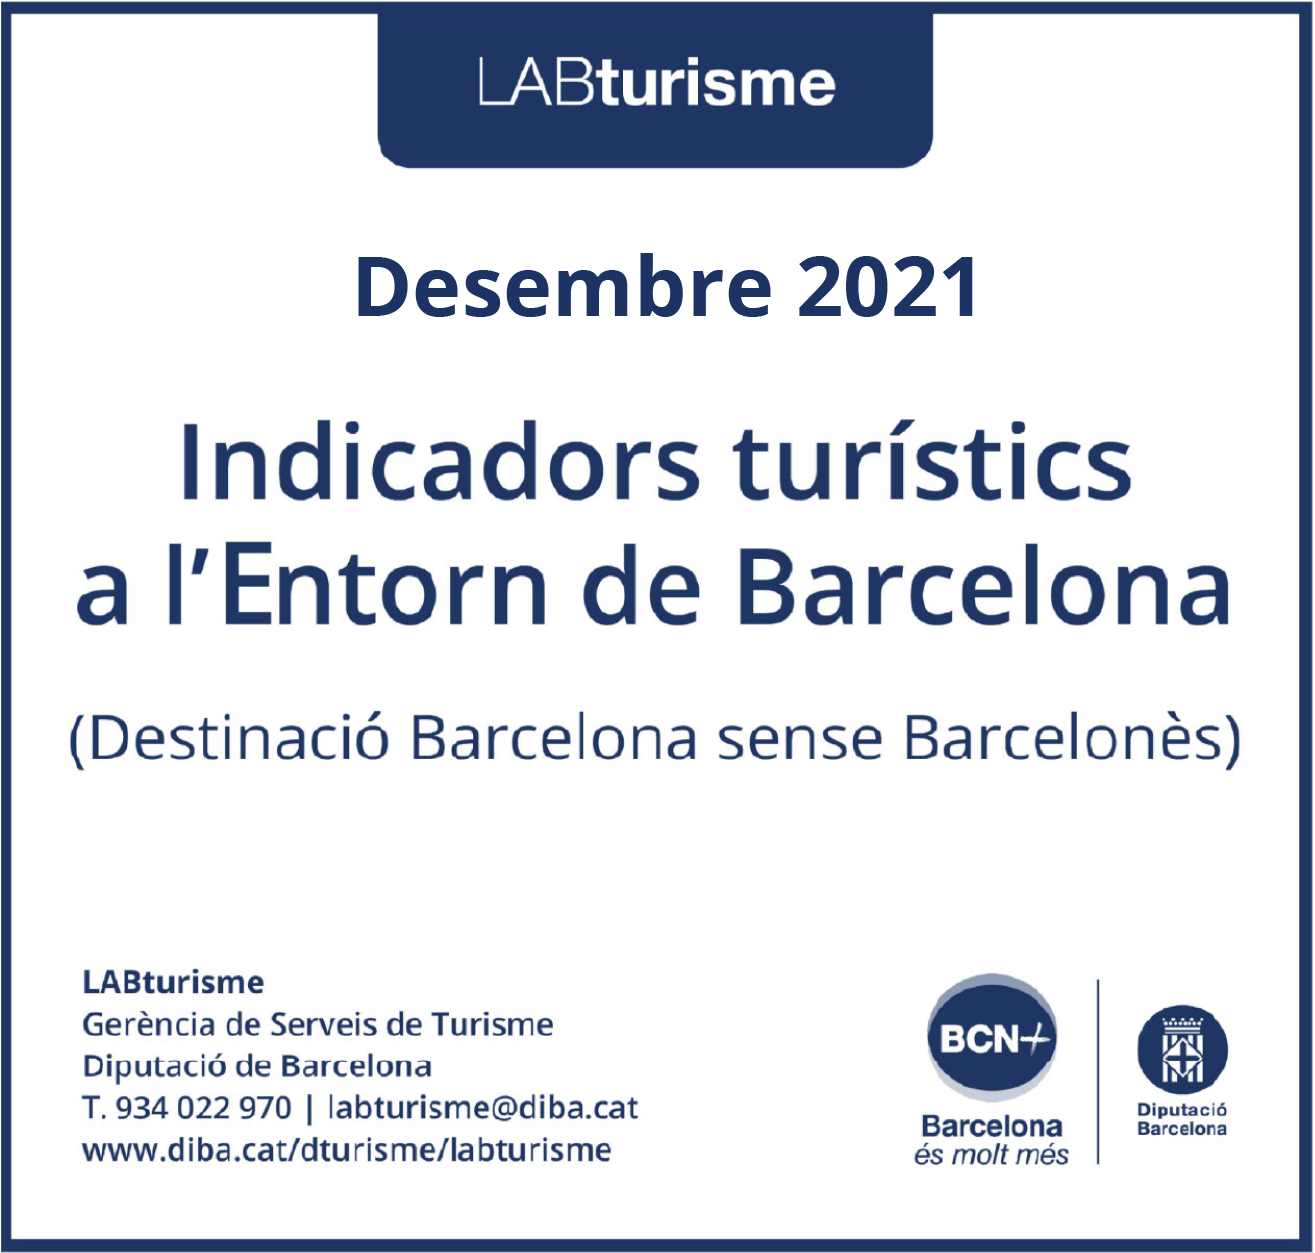 LABturisme
Desembre 2021
Indicadors turístics
a l’Entorn de Barcelona
(Destinació Barcelona sense Barcelonès)
LABturisme
Gerència de Serveis de Turisme
Diputació de Barcelona
T. 934 022 970 | labturisme@diba.cat
www.diba.cat/dturisme/labturisme
BCN+
Barcelona
és molt més
Diputació
Barcelona